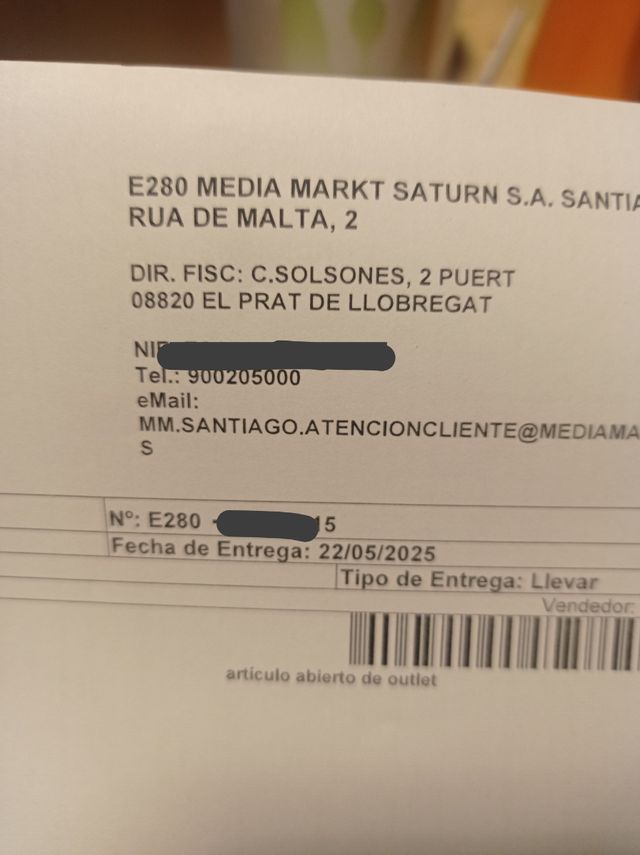 E280 MEDIA MARKT SATURN S.A. SANTIA
RUA DE MALTA, 2
DIR. FISC: C.SOLSONES, 2 PUERT
08820 EL PRAT DE LLOBREGAT
NIF
Tel.: 900205000
eMail:
MM.SANTIAGO.ATENCIONCLIENTE@MEDIAMA
S
Nº: E280 - 15
Fecha de Entrega: 22/05/2025
Tipo de Entrega: Llevar
Vendedor:
artículo abierto de outlet